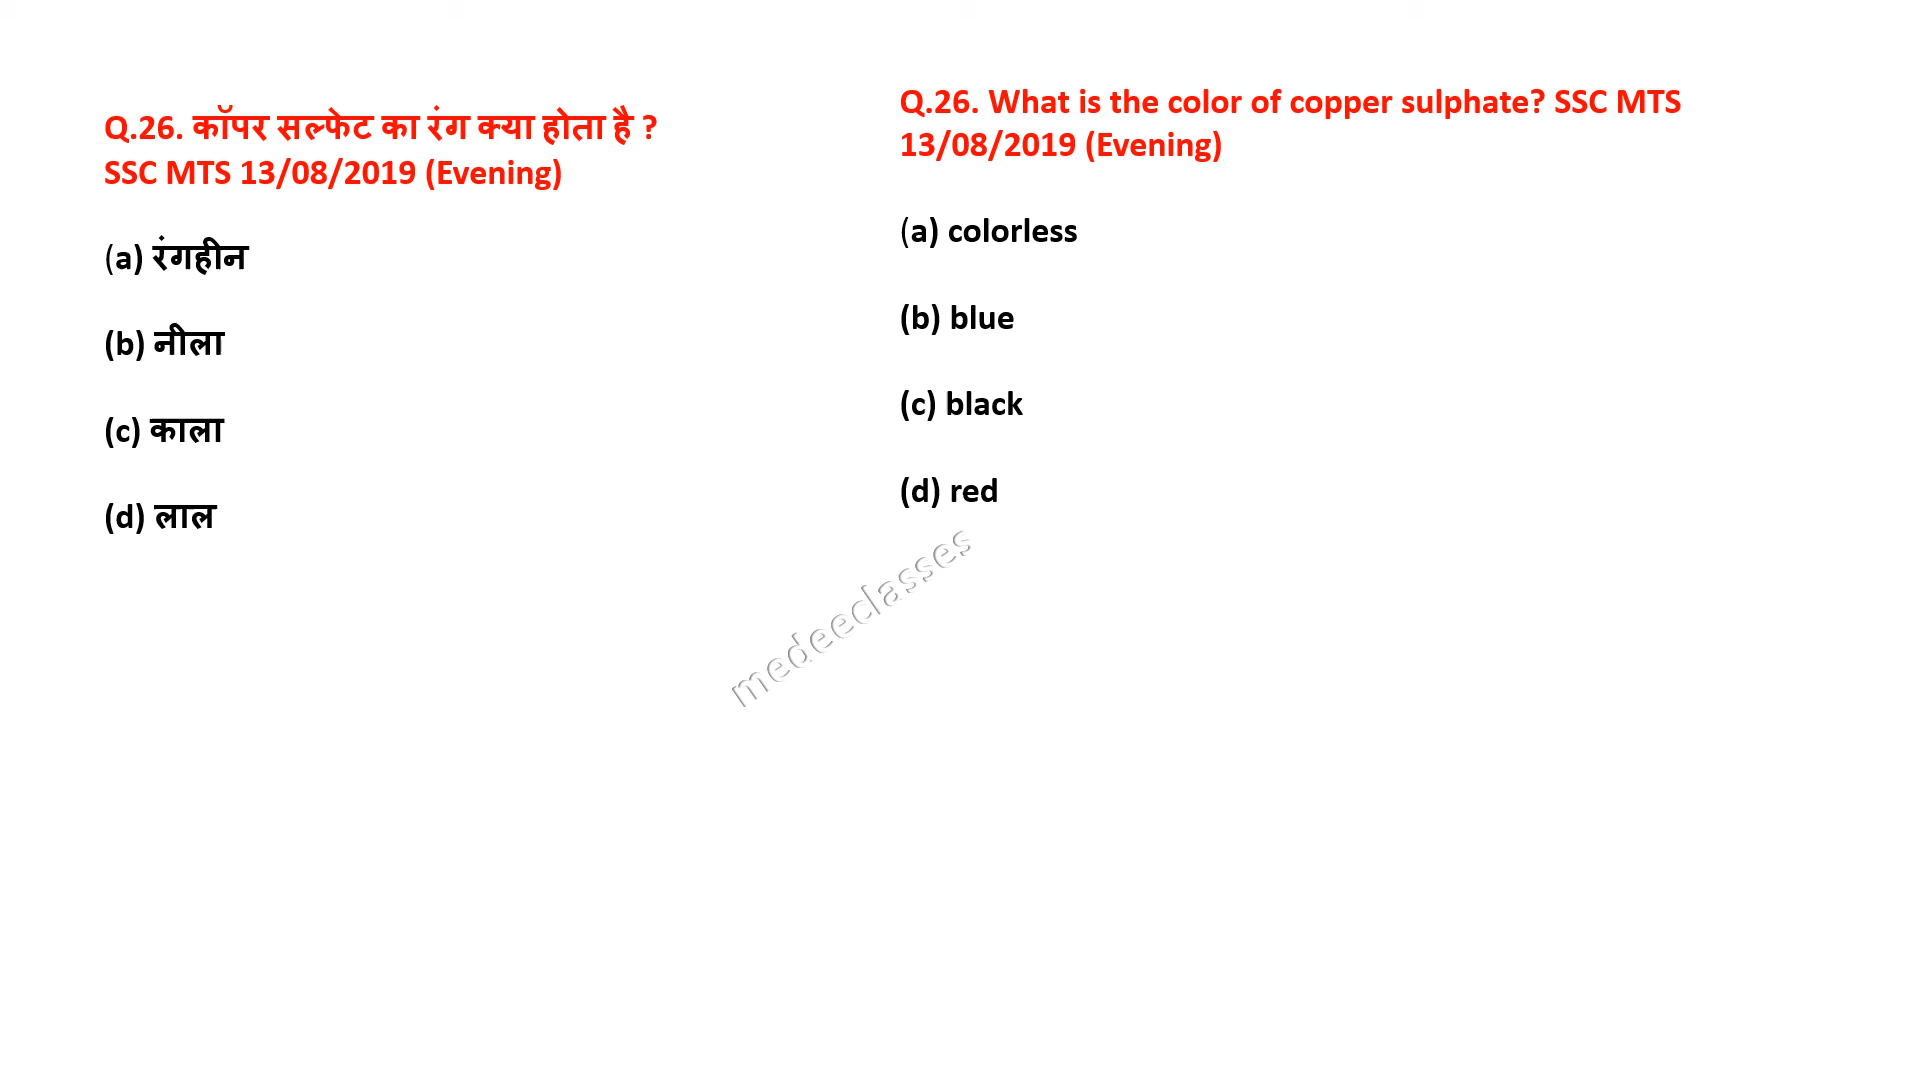 Q.26. कॉपर सल्फेट का रंग क्या होता है ?
SSC MTS 13/08/2019 (Evening)
(a) रंगहीन
(b) नीला
(c) काला
(d) लाल
Q.26. What is the color of copper sulphate? SSC MTS
13/08/2019 (Evening)
(a) colorless
(b) blue
(c) black
(d) red
medeeclasses